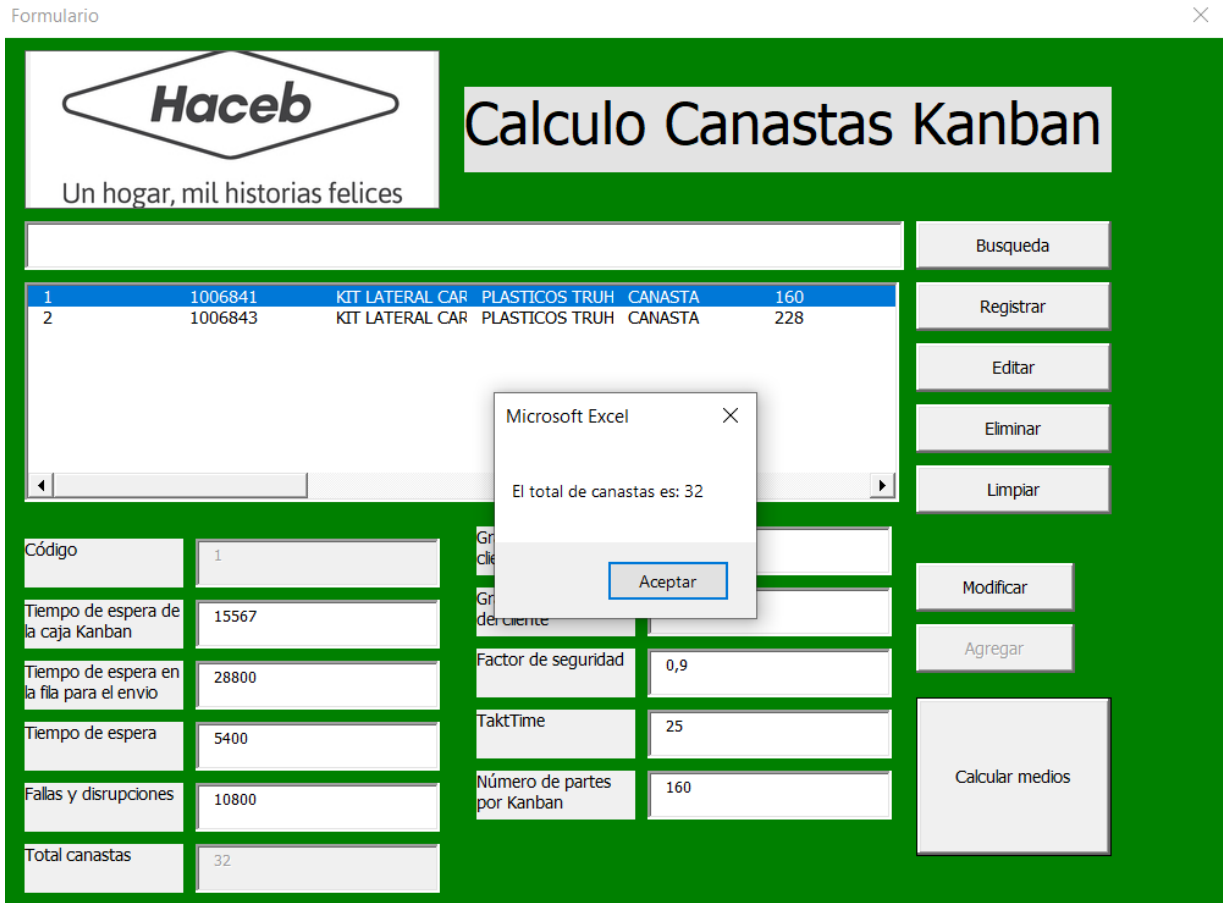 Formulario
Haceb
Un hogar, mil historias felices
Calculo Canastas Kanban
Busqueda
1 1006841 KIT LATERAL CAR PLASTICOS TRUH CANASTA 160
2 1006843 KIT LATERAL CAR PLASTICOS TRUH CANASTA 228
Registrar
Editar
Eliminar
Limpiar
Microsoft Excel
El total de canastas es: 32
Aceptar
Código
1
Tiempo de espera de
la caja Kanban
15567
Tiempo de espera en
la fila para el envio
28800
Tiempo de espera
5400
Fallas y disrupciones
10800
Total canastas
32
del cliente
Factor de seguridad
0,9
TaktTime
25
Número de partes
por Kanban
160
Modificar
Agregar
Calcular medios